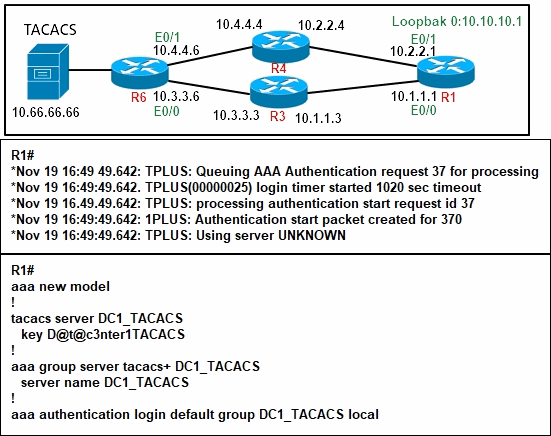 TACACS
10.66.66.66
E0/1
10.4.4.6
R6
10.3.3.6
E0/0
10.4.4.4
10.2.2.4
R4
10.3.3.3
10.1.1.3
R3
Loopbak 0:10.10.10.1
E0/1
10.2.2.1
R1
10.1.1.1
E0/0
R1#
*Nov 19 16:49 49.642: TPLUS: Queuing AAA Authentication request 37 for processing
*Nov 19 16:49:49.642. TPLUS(00000025) login timer started 1020 sec timeout
*Nov 19 16.49.49.642: TPLUS: processing authentication start request id 37
*Nov 19 16:49:49.642: 1PLUS: Authentication start packet created for 370
*Nov 19 16:49:49.642: TPLUS: Using server UNKNOWN
R1#
aaa new model
!
tacacs server DC1_TACACS
key D@t@c3nter1TACACS
!
aaa group server tacacs+ DC1_TACACS
server name DC1_TACACS
!
aaa authentication login default group DC1_TACACS local